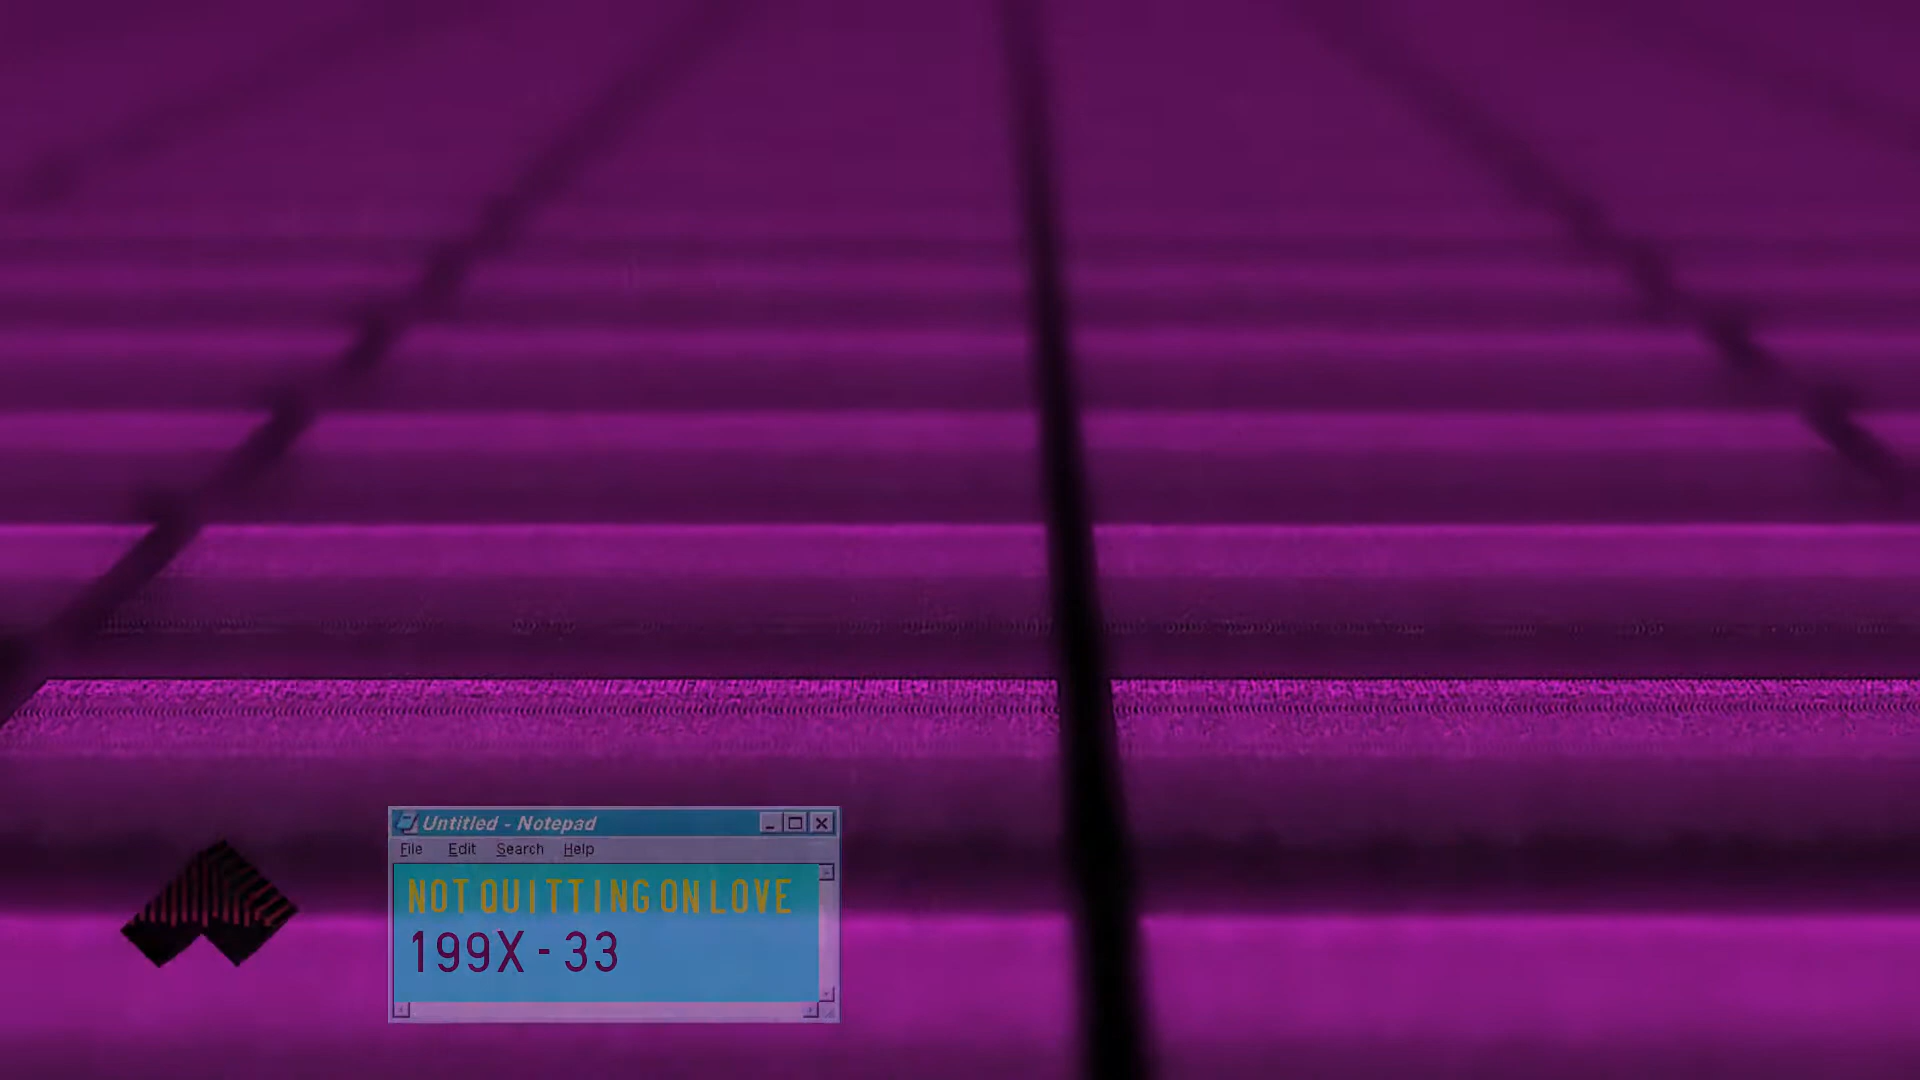 Untitled - Notepad
File Edit Search Help
NOT QUITTING ON LOVE
199X - 33